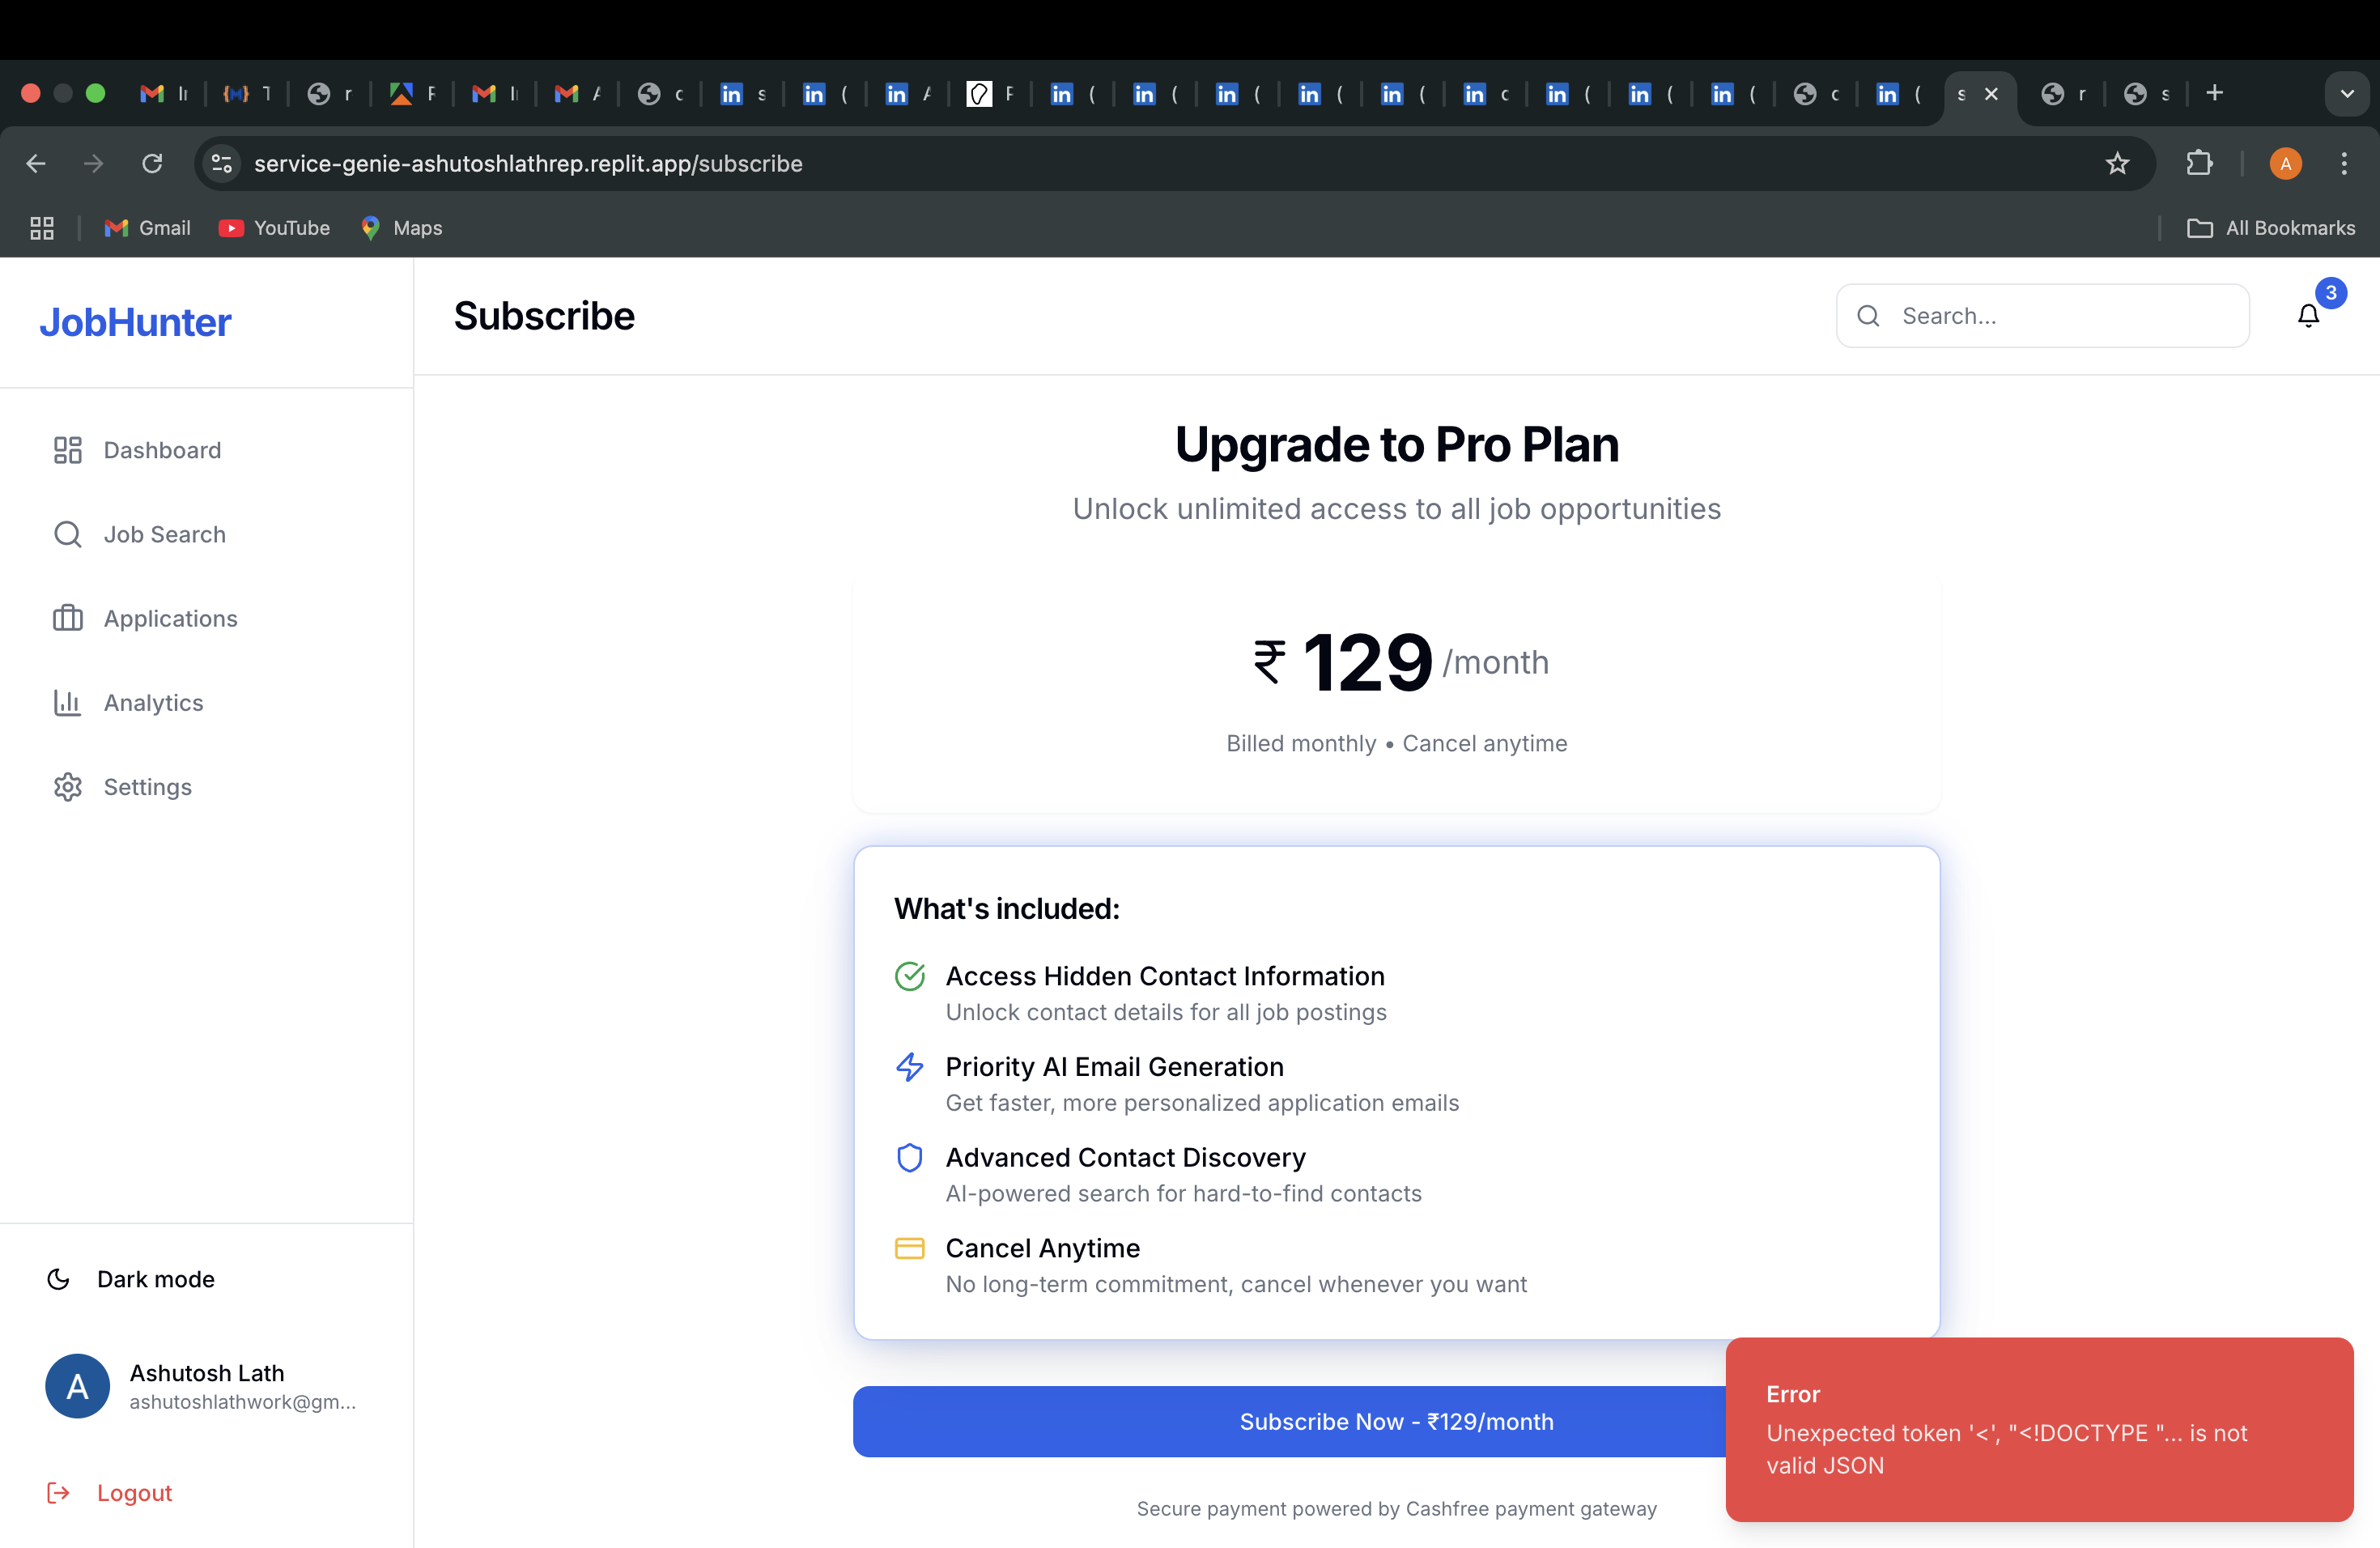 service-genie-ashutoshlathrep.replit.app/subscribe
A
Gmail
YouTube
Maps
All Bookmarks
JobHunter
Subscribe
Search...
3
Dashboard
Job Search
Applications
Analytics
Settings
Upgrade to Pro Plan
Unlock unlimited access to all job opportunities
₹ 129 /month
Billed monthly • Cancel anytime
What's included:
Access Hidden Contact Information
Unlock contact details for all job postings
Priority AI Email Generation
Get faster, more personalized application emails
Advanced Contact Discovery
AI-powered search for hard-to-find contacts
Cancel Anytime
No long-term commitment, cancel whenever you want
Subscribe Now - ₹129/month
Secure payment powered by Cashfree payment gateway
Dark mode
A
Ashutosh Lath
ashutoshlathwork@gm...
Logout
Error
Unexpected token '<', "<!DOCTYPE "... is not
valid JSON